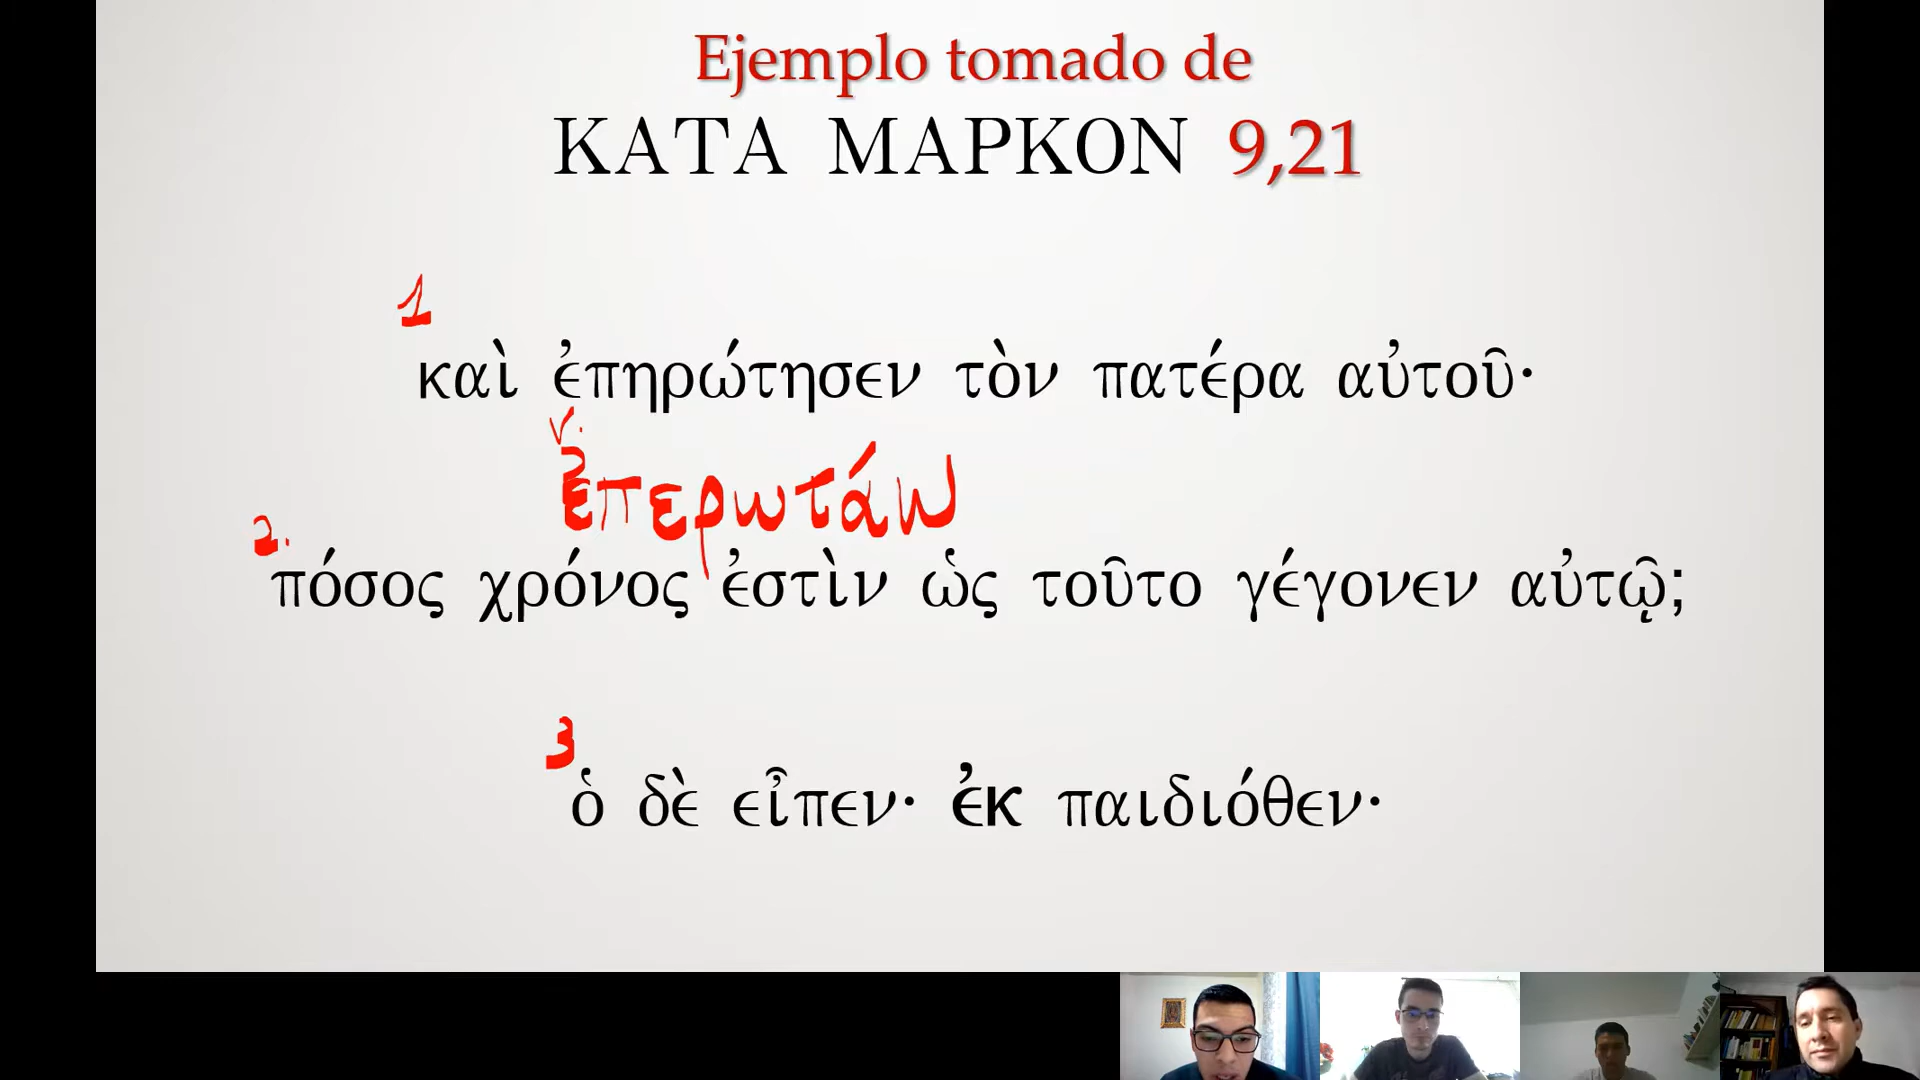 Ejemplo tomado de
ΚΑΤΑ ΜΑΡΚΟΝ 9,21
1
καὶ ἐπηρώτησεν τὸν πατέρα αὐτοῦ·
v.
ἐπερωτάω
2.
πόσος χρόνος ἐστὶν ὡς τοῦτο γέγονεν αὐτῷ;
3
ὁ δὲ εἶπεν· ἐκ παιδιόθεν·